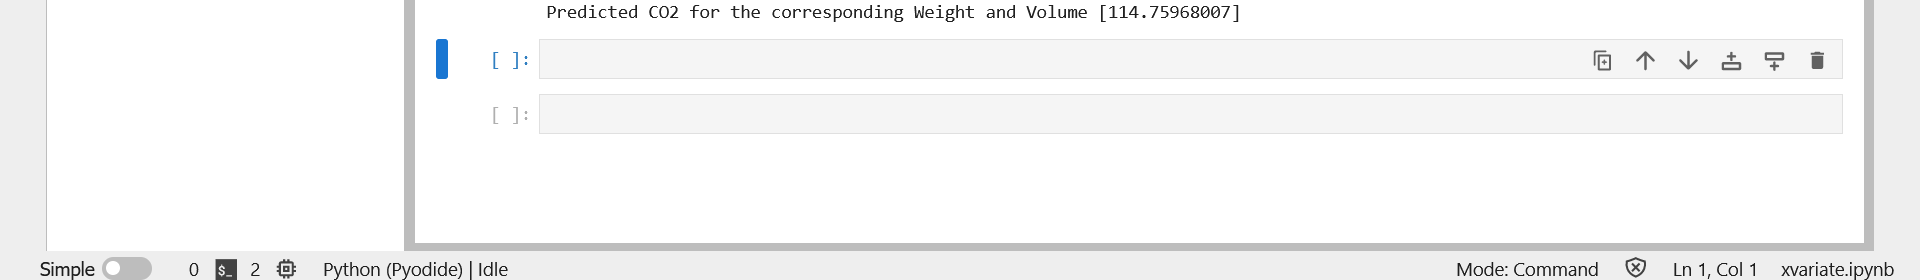 Predicted CO2 for the corresponding Weight and Volume [114.75968007]
[ ]:
[ ]:
Simple 0 $_ 2 Python (Pyodide) | Idle Mode: Command Ln 1, Col 1 xvariate.ipynb